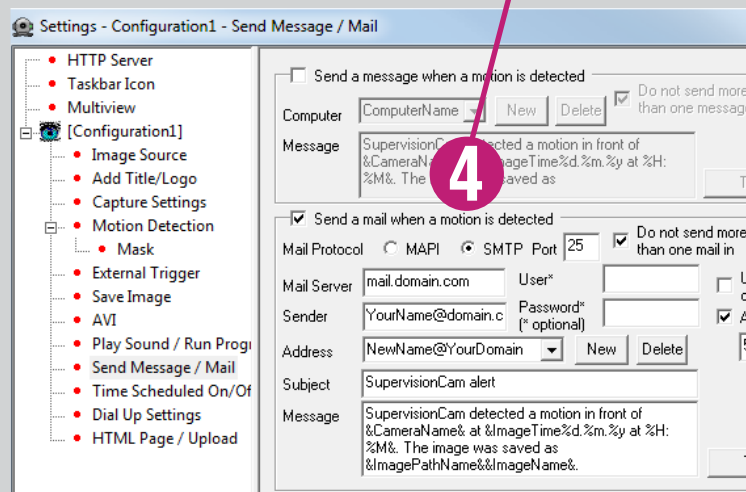 Settings - Configuration1 - Send Message / Mail
HTTP Server
Taskbar Icon
Multiview
[Configuration1]
Image Source
Add Title/Logo
Capture Settings
Motion Detection
Mask
External Trigger
Save Image
AVI
Play Sound / Run Progr
Send Message / Mail
Time Scheduled On/Of
Dial Up Settings
HTML Page / Upload
Send a message when a motion is detected
Computer ComputerName New Delete
Do not send more
than one message
Message
SupervisionC ected a motion in front of
&CameraNa ageTime%d.%m.%y at %H:
%M&. The saved as
4
Send a mail when a motion is detected
Mail Protocol MAPI SMTP Port 25
Do not send more
than one mail in
Mail Server mail.domain.com User*
Sender YourName@domain.c Password*
(* optional)
Address NewName@YourDomain New Delete
Subject SupervisionCam alert
Message
SupervisionCam detected a motion in front of
&CameraName& at &ImageTime%d.%m.%y at %H:
%M&. The image was saved as
&ImagePathName&&ImageName&.